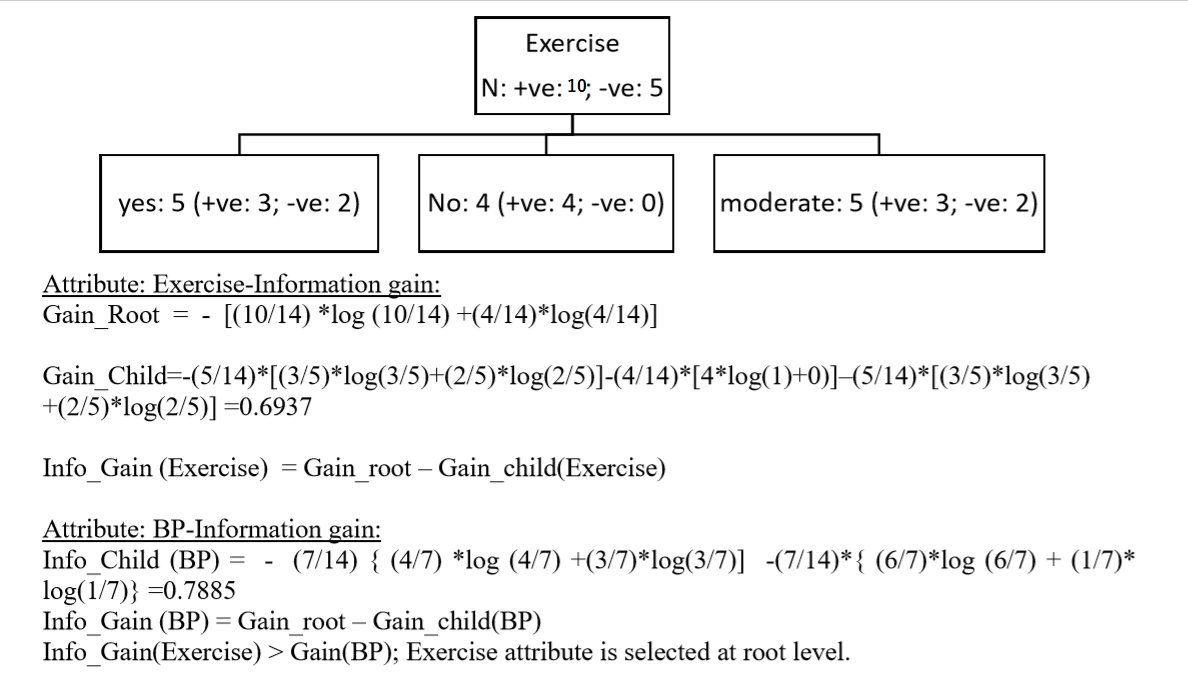 Exercise
N: +ve: 10; -ve: 5
yes: 5 (+ve: 3; -ve: 2)
No: 4 (+ve: 4; -ve: 0)
moderate: 5 (+ve: 3; -ve: 2)
Attribute: Exercise-Information gain:
Gain_Root = - [(10/14) *log (10/14) +(4/14)*log(4/14)]
Gain_Child=-(5/14)*[(3/5)*log(3/5)+(2/5)*log(2/5)]-(4/14)*[4*log(1)+0)]–(5/14)*[(3/5)*log(3/5)
+(2/5)*log(2/5)] =0.6937
Info_Gain (Exercise) = Gain_root – Gain_child(Exercise)
Attribute: BP-Information gain:
Info_Child (BP) = - (7/14) { (4/7) *log (4/7) +(3/7)*log(3/7)] -(7/14)*{ (6/7)*log (6/7) + (1/7)*
log(1/7)} =0.7885
Info_Gain (BP) = Gain_root – Gain_child(BP)
Info_Gain(Exercise) > Gain(BP); Exercise attribute is selected at root level.